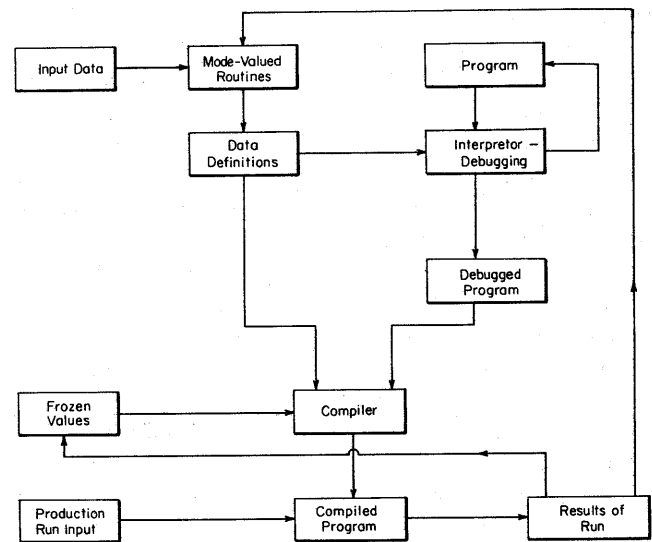 Input Data
Mode-Valued
Routines
Program
Data
Definitions
Interpretor –
Debugging
Debugged
Program
Frozen
Values
Compiler
Production
Run Input
Compiled
Program
Results of
Run